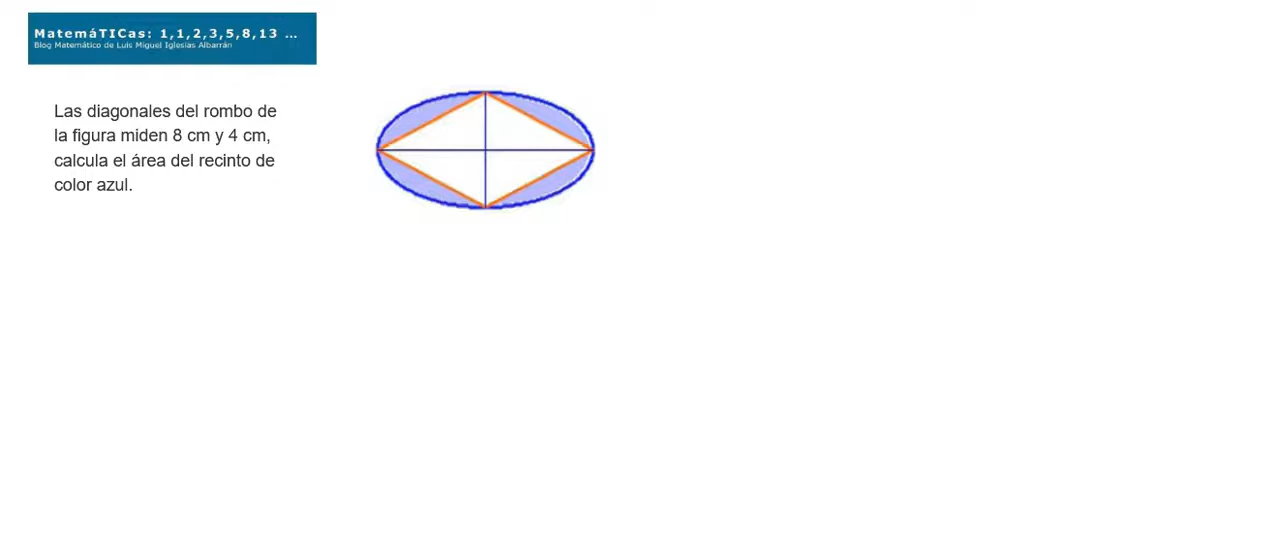 MatemáTICas: 1,1,2,3,5,8,13 ...
Blog Matemático de Luis Miguel Iglesias Albarrán
Las diagonales del rombo de
la figura miden 8 cm y 4 cm,
calcula el área del recinto de
color azul.